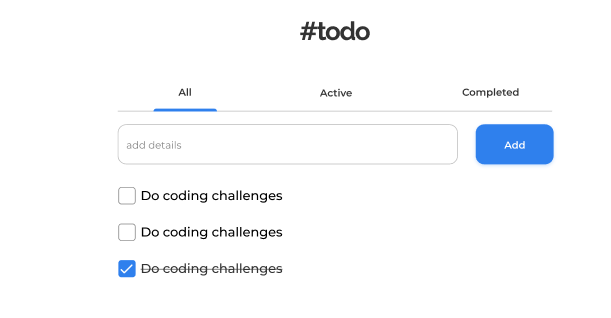 #todo
All Active Completed
add details Add
Do coding challenges
Do coding challenges
Do coding challenges